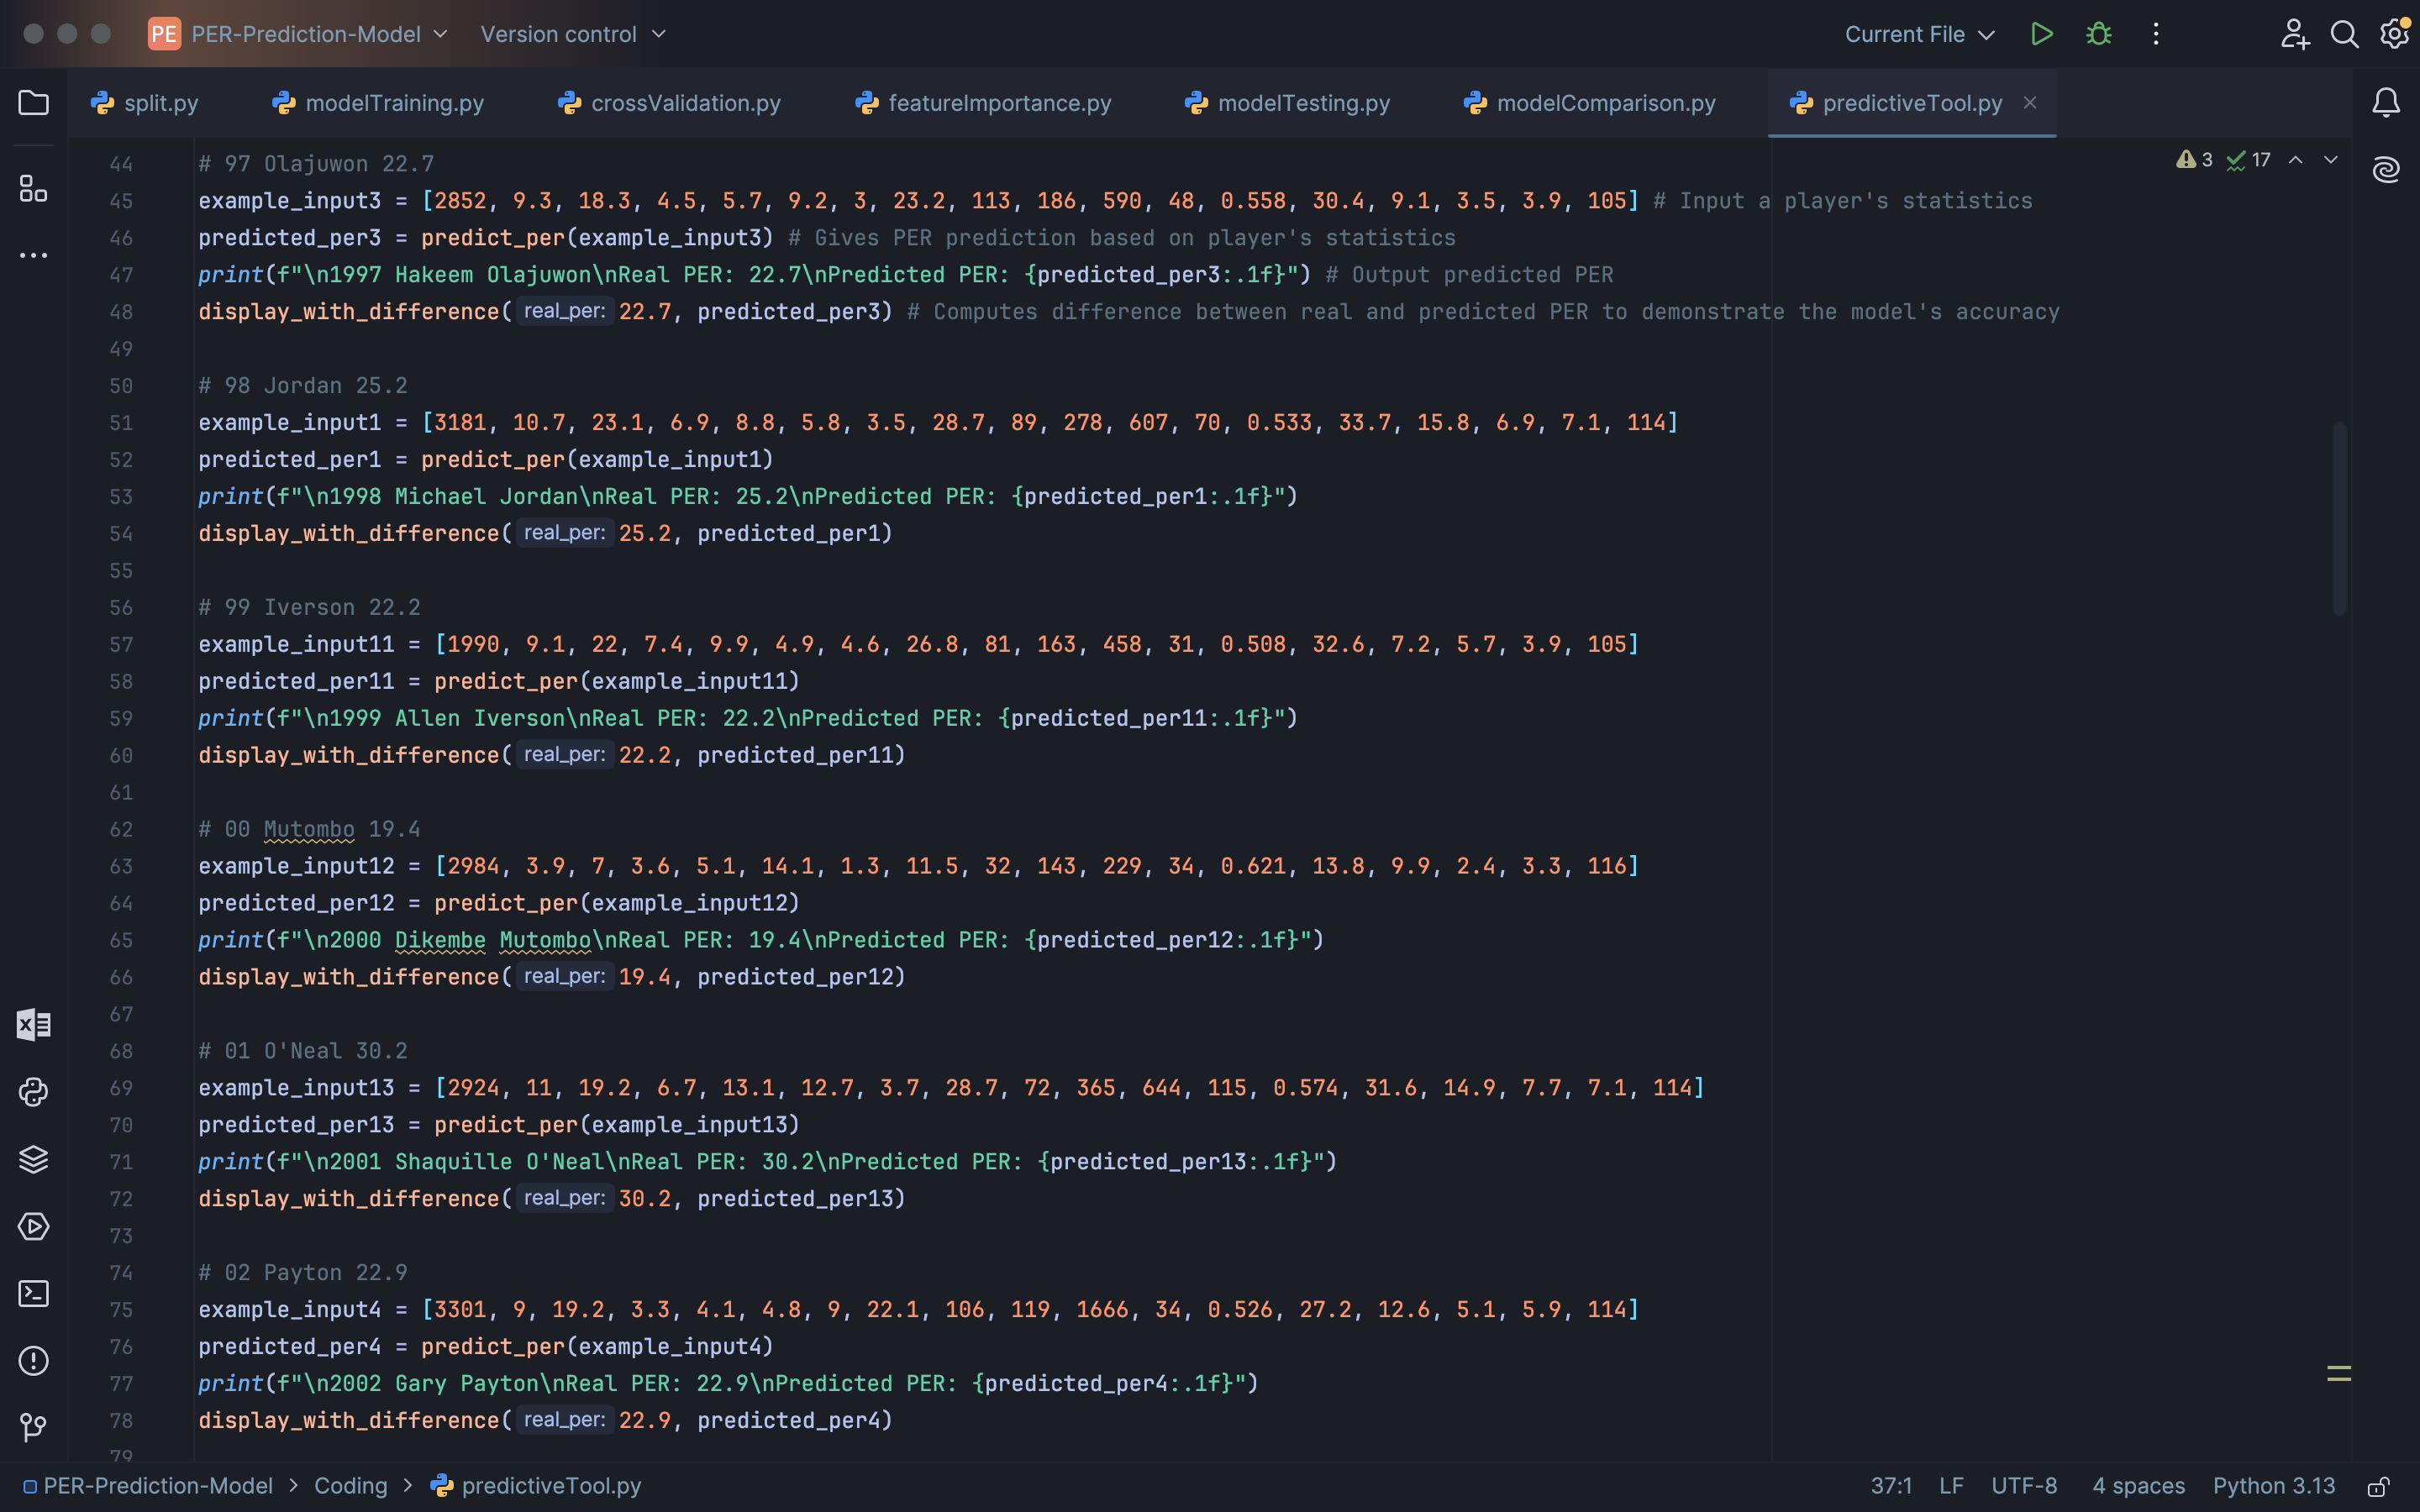 PE PER-Prediction-Model Version control Current File
split.py modelTraining.py crossValidation.py featureImportance.py modelTesting.py modelComparison.py predictiveTool.py
3 17
44 # 97 Olajuwon 22.7
45 example_input3 = [2852, 9.3, 18.3, 4.5, 5.7, 9.2, 3, 23.2, 113, 186, 590, 48, 0.558, 30.4, 9.1, 3.5, 3.9, 105] # Input a player's statistics
46 predicted_per3 = predict_per(example_input3) # Gives PER prediction based on player's statistics
47 print(f"\n1997 Hakeem Olajuwon\nReal PER: 22.7\nPredicted PER: {predicted_per3:.1f}") # Output predicted PER
48 display_with_difference( real_per: 22.7, predicted_per3) # Computes difference between real and predicted PER to demonstrate the model's accuracy
49
50 # 98 Jordan 25.2
51 example_input1 = [3181, 10.7, 23.1, 6.9, 8.8, 5.8, 3.5, 28.7, 89, 278, 607, 70, 0.533, 33.7, 15.8, 6.9, 7.1, 114]
52 predicted_per1 = predict_per(example_input1)
53 print(f"\n1998 Michael Jordan\nReal PER: 25.2\nPredicted PER: {predicted_per1:.1f}")
54 display_with_difference( real_per: 25.2, predicted_per1)
55
56 # 99 Iverson 22.2
57 example_input11 = [1990, 9.1, 22, 7.4, 9.9, 4.9, 4.6, 26.8, 81, 163, 458, 31, 0.508, 32.6, 7.2, 5.7, 3.9, 105]
58 predicted_per11 = predict_per(example_input11)
59 print(f"\n1999 Allen Iverson\nReal PER: 22.2\nPredicted PER: {predicted_per11:.1f}")
60 display_with_difference( real_per: 22.2, predicted_per11)
61
62 # 00 Mutombo 19.4
63 example_input12 = [2984, 3.9, 7, 3.6, 5.1, 14.1, 1.3, 11.5, 32, 143, 229, 34, 0.621, 13.8, 9.9, 2.4, 3.3, 116]
64 predicted_per12 = predict_per(example_input12)
65 print(f"\n2000 Dikembe Mutombo\nReal PER: 19.4\nPredicted PER: {predicted_per12:.1f}")
66 display_with_difference( real_per: 19.4, predicted_per12)
67
68 # 01 O'Neal 30.2
69 example_input13 = [2924, 11, 19.2, 6.7, 13.1, 12.7, 3.7, 28.7, 72, 365, 644, 115, 0.574, 31.6, 14.9, 7.7, 7.1, 114]
70 predicted_per13 = predict_per(example_input13)
71 print(f"\n2001 Shaquille O'Neal\nReal PER: 30.2\nPredicted PER: {predicted_per13:.1f}")
72 display_with_difference( real_per: 30.2, predicted_per13)
73
74 # 02 Payton 22.9
75 example_input4 = [3301, 9, 19.2, 3.3, 4.1, 4.8, 9, 22.1, 106, 119, 1666, 34, 0.526, 27.2, 12.6, 5.1, 5.9, 114]
76 predicted_per4 = predict_per(example_input4)
77 print(f"\n2002 Gary Payton\nReal PER: 22.9\nPredicted PER: {predicted_per4:.1f}")
78 display_with_difference( real_per: 22.9, predicted_per4)
79
PER-Prediction-Model > Coding > predictiveTool.py 37:1 LF UTF-8 4 spaces Python 3.13